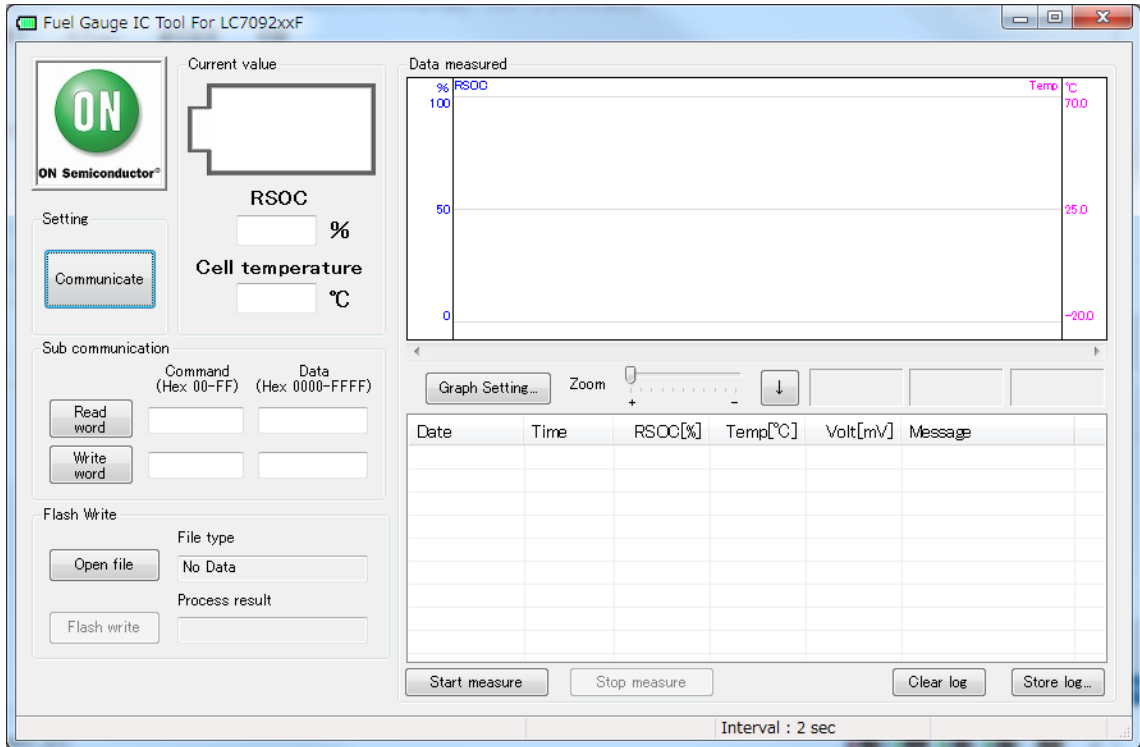 Fuel Gauge IC Tool For LC7092xxF
ON
ON Semiconductor®
Setting
Communicate
Current value
RSOC
%
Cell temperature
℃
Sub communication
Command
(Hex 00-FF)
Data
(Hex 0000-FFFF)
Read
word
Write
word
Flash Write
File type
Open file
No Data
Process result
Flash write
Data measured
% RSOC Temp ℃
100 70.0
50 25.0
0 -20.0
Graph Setting... Zoom + - ↓
Date Time RSOC[%] Temp[℃] Volt[mV] Message
Start measure Stop measure Clear log Store log...
Interval : 2 sec